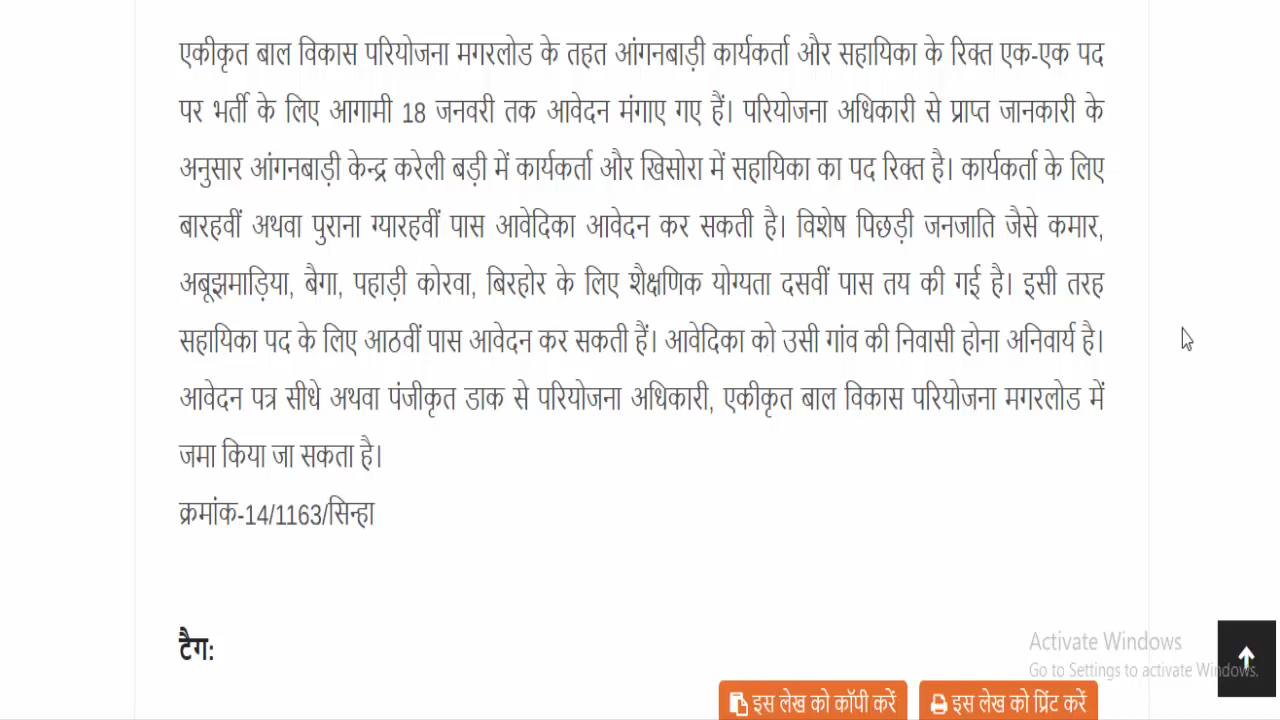 एकीकृत बाल विकास परियोजना मगरलोड के तहत आंगनबाड़ी कार्यकर्ता और सहायिका के रिक्त एक-एक पद
पर भर्ती के लिए आगामी 18 जनवरी तक आवेदन मंगाए गए हैं। परियोजना अधिकारी से प्राप्त जानकारी के
अनुसार आंगनबाड़ी केन्द्र करेली बड़ी में कार्यकर्ता और खिसोरा में सहायिका का पद रिक्त है। कार्यकर्ता के लिए
बारहवीं अथवा पुराना ग्यारहवीं पास आवेदिका आवेदन कर सकती है। विशेष पिछड़ी जनजाति जैसे कमार,
अबूझमाड़िया, बैगा, पहाड़ी कोरवा, बिरहोर के लिए शैक्षणिक योग्यता दसवीं पास तय की गई है। इसी तरह
सहायिका पद के लिए आठवीं पास आवेदन कर सकती हैं। आवेदिका को उसी गांव की निवासी होना अनिवार्य है।
आवेदन पत्र सीधे अथवा पंजीकृत डाक से परियोजना अधिकारी, एकीकृत बाल विकास परियोजना मगरलोड में
जमा किया जा सकता है।
क्रमांक-14/1163/सिन्हा
टैग:
Activate Windows
Go to Settings to activate Windows.
इस लेख को कॉपी करें
इस लेख को प्रिंट करें